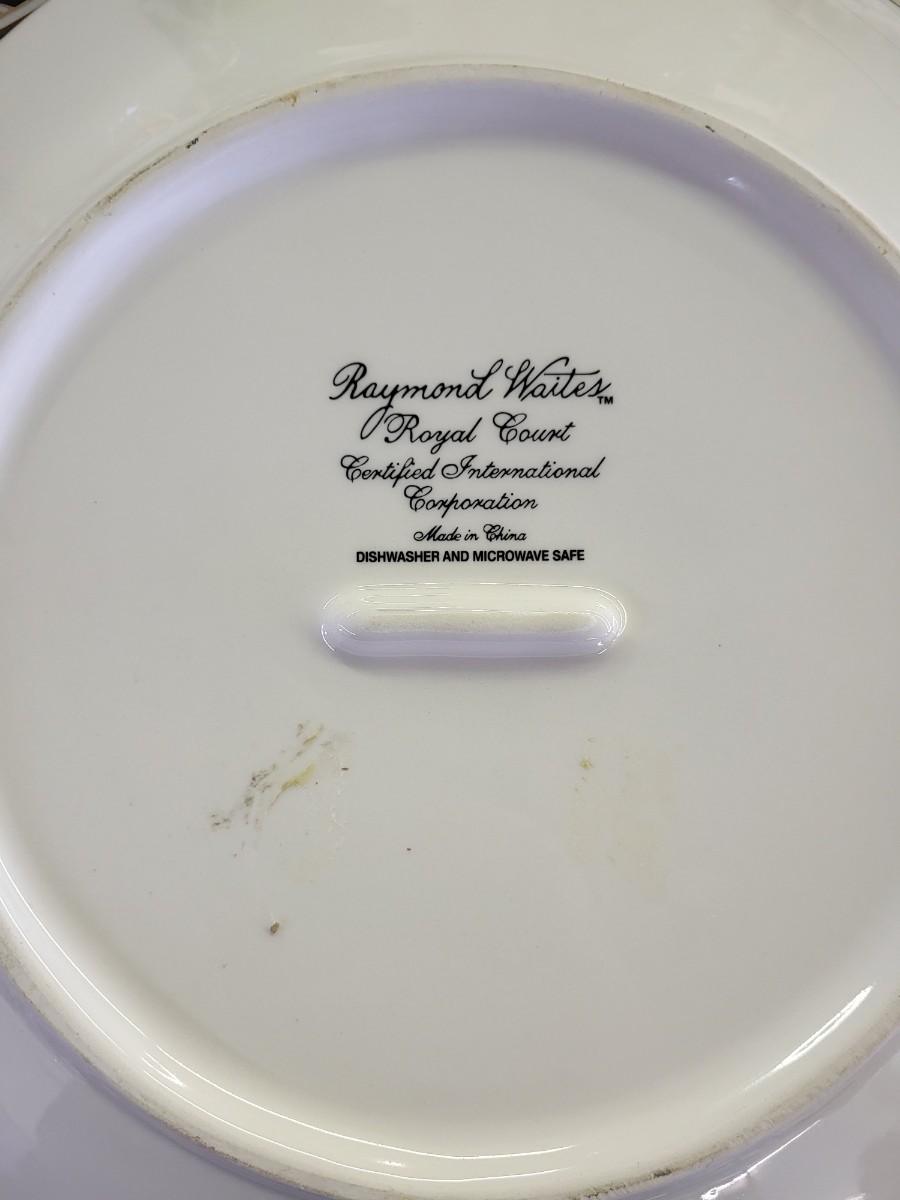 Raymond Waites™
Royal Court
Certified International
Corporation
Made in China
DISHWASHER AND MICROWAVE SAFE